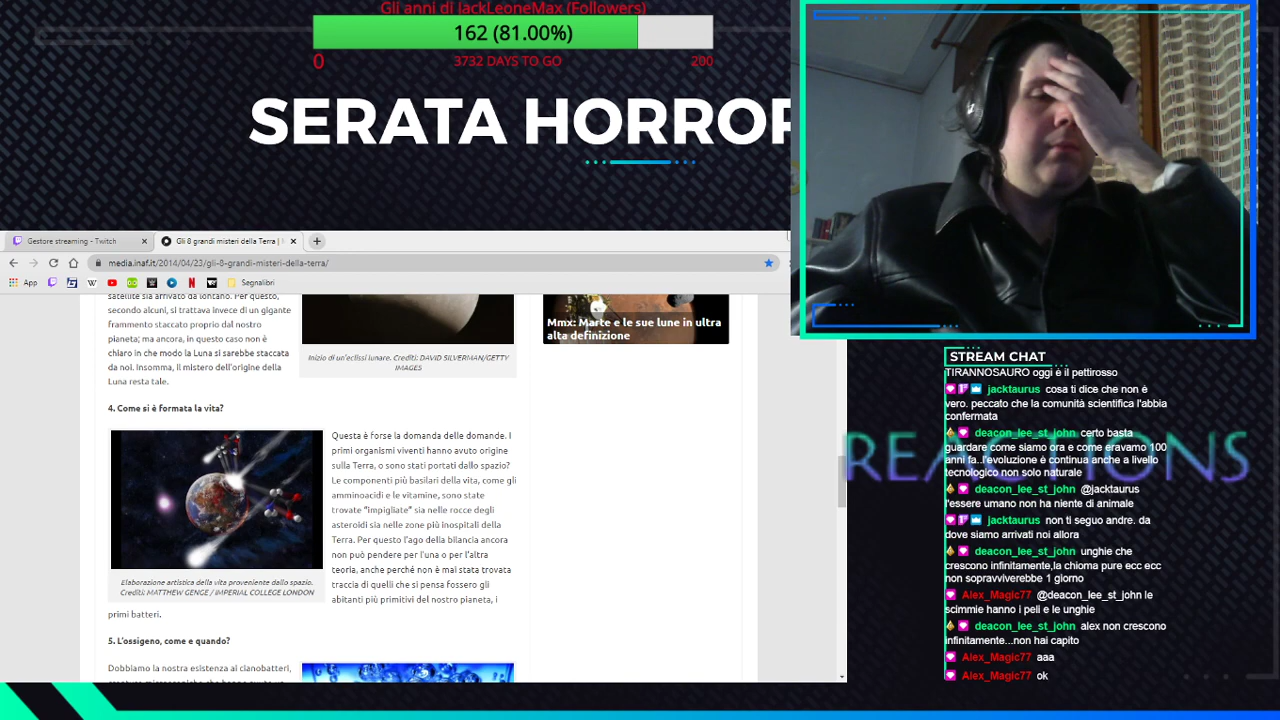 Gli anni di IackLeoneMax (Followers)
162 (81.00%)
0
3732 DAYS TO GO
200
SERATA HORROR
Gestore streaming - Twitch
Gli 8 grandi misteri della Terra |
media.inaf.it/2014/04/23/gli-8-grandi-misteri-della-terra/
App
Segnalibri
satellite sia arrivato da lontano. Per questo,
secondo alcuni, si trattava invece di un gigante
frammento staccato proprio dal nostro
pianeta; ma ancora, in questo caso non è
chiaro in che modo la Luna si sarebbe staccata
da noi. Insomma, il mistero dell'origine della
Luna resta tale.
Inizio di un'eclissi lunare. Crediti: DAVID SILVERMAN/GETTY
IMAGES
Mmx: Marte e le sue lune in ultra
alta definizione
4. Come si è formata la vita?
Questa è forse la domanda delle domande. I
primi organismi viventi hanno avuto origine
sulla Terra, o sono stati portati dallo spazio?
Le componenti più basilari della vita, come gli
amminoacidi e le vitamine, sono state
trovate "impigliate" sia nelle rocce degli
asteroidi sia nelle zone più inospitali della
Terra. Per questo l'ago della bilancia ancora
non può pendere per l'una o per l'altra
teoria, anche perché non è mai stata trovata
traccia di quelli che si pensa fossero gli
abitanti più primitivi del nostro pianeta, i
primi batteri.
Elaborazione artistica della vita proveniente dallo spazio.
Crediti: MATTHEW GENGE / IMPERIAL COLLEGE LONDON
5. L'ossigeno, come e quando?
Dobbiamo la nostra esistenza ai cianobatteri,
STREAM CHAT
TIRANNOSAURO oggi è il pettirosso
jacktaurus cosa ti dice che non è
vero. peccato che la comunità scientifica l'abbia
confermata
deacon_lee_st_john certo basta
guardare come siamo ora e come eravamo 100
anni fa..l'evoluzione è continua anche a livello
tecnologico non solo naturale
deacon_lee_st_john @jacktaurus
l'essere umano non ha niente di animale
jacktaurus non ti seguo andre. da
dove siamo arrivati noi allora
deacon_lee_st_john unghie che
crescono infinitamente,la chioma pure ecc ecc
non sopravviverebbe 1 giorno
Alex_Magic77 @deacon_lee_st_john le
scimmie hanno i peli e le unghie
deacon_lee_st_john alex non crescono
infinitamente...non hai capito
Alex_Magic77 aaa
Alex_Magic77 ok
REACTIONS